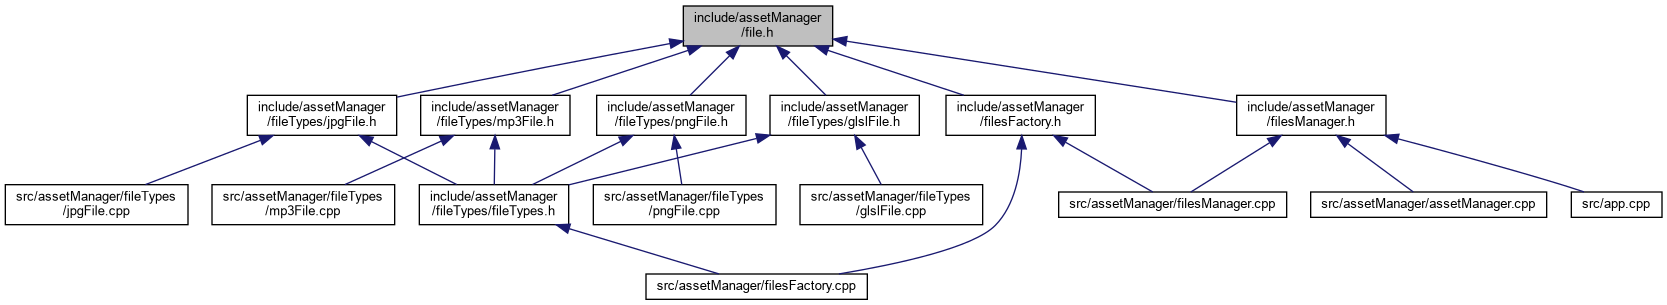 include/assetManager
/file.h
include/assetManager
/fileTypes/jpgFile.h
include/assetManager
/fileTypes/mp3File.h
include/assetManager
/fileTypes/pngFile.h
include/assetManager
/fileTypes/glslFile.h
include/assetManager
/filesFactory.h
include/assetManager
/filesManager.h
src/assetManager/fileTypes
/jpgFile.cpp
src/assetManager/fileTypes
/mp3File.cpp
include/assetManager
/fileTypes/fileTypes.h
src/assetManager/fileTypes
/pngFile.cpp
src/assetManager/fileTypes
/glslFile.cpp
src/assetManager/filesManager.cpp
src/assetManager/assetManager.cpp
src/app.cpp
src/assetManager/filesFactory.cpp